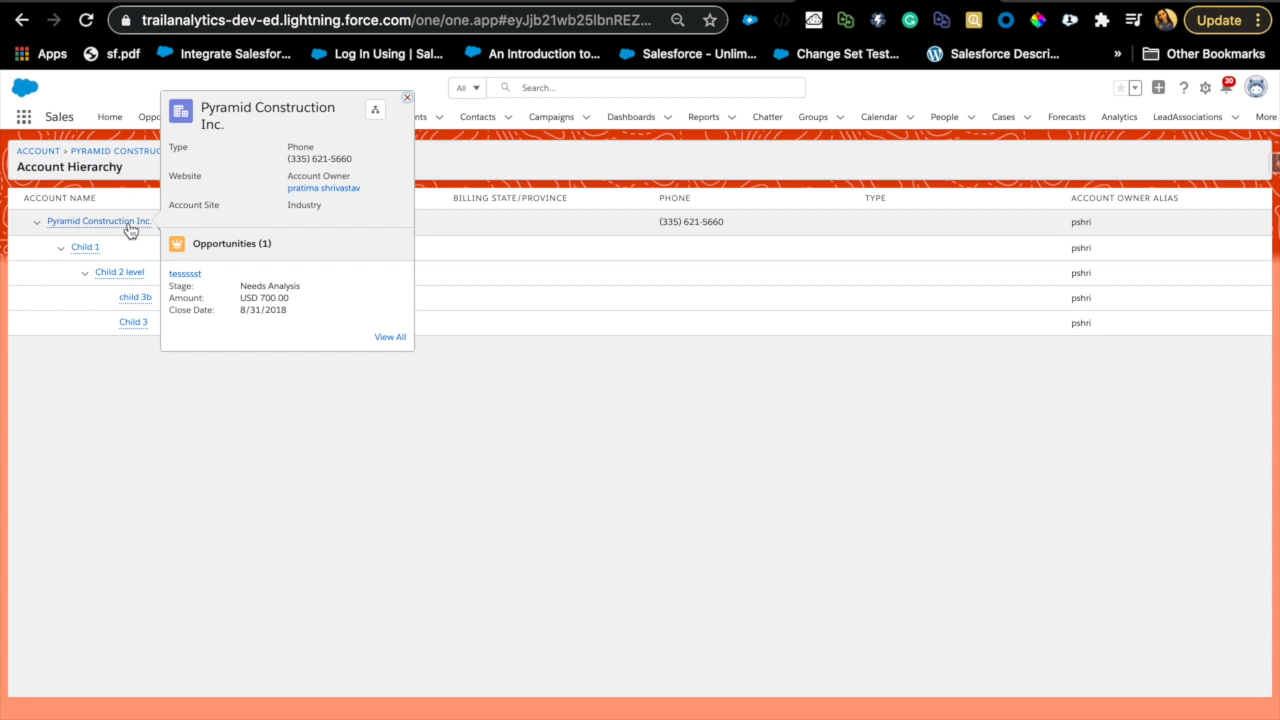 trailanalytics-dev-ed.lightning.force.com/one/one.app#eyJjb21wb25lbnREZ...
Update
Apps
sf.pdf
Integrate Salesfor...
Log In Using | Sal...
An Introduction to...
Salesforce - Unlim...
Change Set Test...
Salesforce Descri...
»
Other Bookmarks
All
Search...
20
Sales
Home
Oppo
nts
Contacts
Campaigns
Dashboards
Reports
Chatter
Groups
Calendar
People
Cases
Forecasts
Analytics
LeadAssociations
More
ACCOUNT > PYRAMID CONSTRUC
Account Hierarchy
ACCOUNT NAME
BILLING STATE/PROVINCE
PHONE
TYPE
ACCOUNT OWNER ALIAS
Pyramid Construction Inc.
(335) 621-5660
pshri
Child 1
pshri
Child 2 level
pshri
child 3b
pshri
Child 3
pshri
Pyramid Construction
Inc.
Type
Phone
(335) 621-5660
Website
Account Owner
pratima shrivastav
Account Site
Industry
Opportunities (1)
tessssst
Stage: Needs Analysis
Amount: USD 700.00
Close Date: 8/31/2018
View All